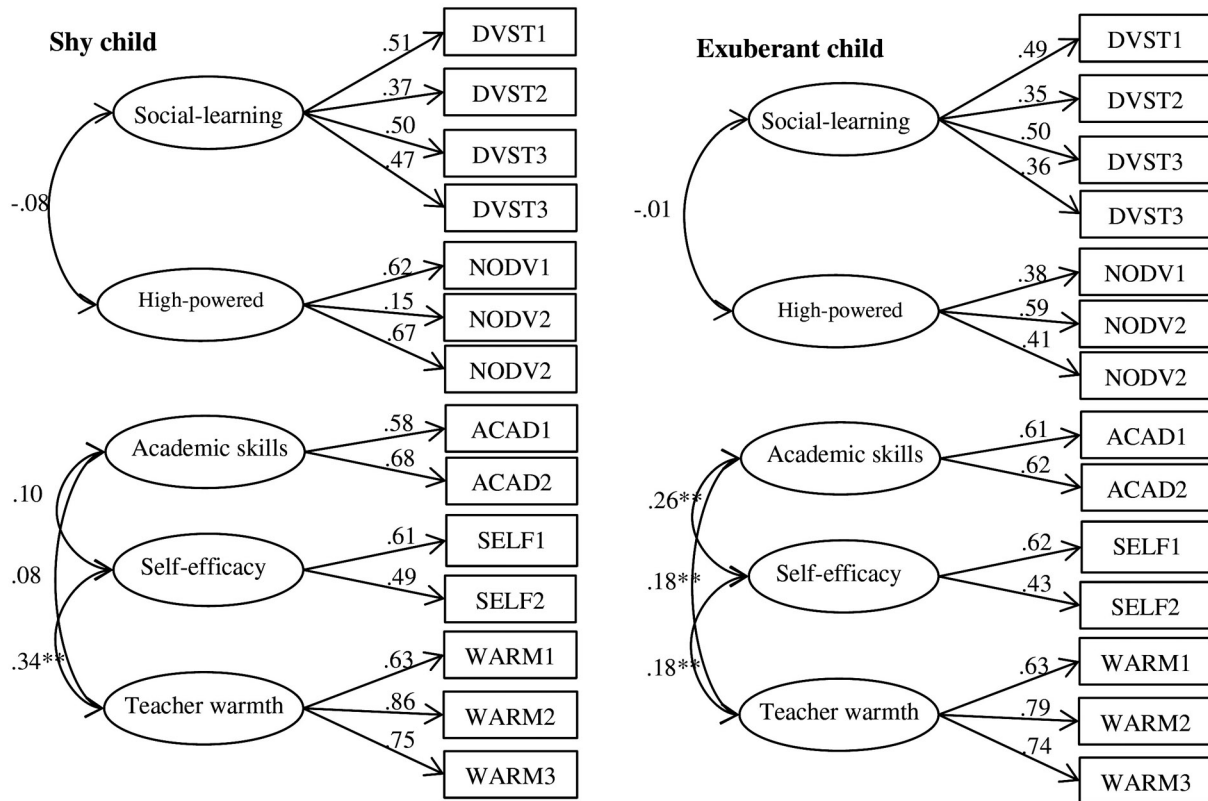 Shy child
Social-learning
-.08
High-powered
.51
DVST1
.37
DVST2
.50
DVST3
.47
DVST3
.62
NODV1
.15
NODV2
.67
NODV2
Academic skills
.10
Self-efficacy
.08
.34**
Teacher warmth
.58
ACAD1
.68
ACAD2
.61
SELF1
.49
SELF2
.63
WARM1
.86
WARM2
.75
WARM3
Exuberant child
Social-learning
-.01
High-powered
.49
DVST1
.35
DVST2
.50
DVST3
.36
DVST3
.38
NODV1
.59
NODV2
.41
NODV2
Academic skills
.26**
Self-efficacy
.18**
.18**
Teacher warmth
.61
ACAD1
.62
ACAD2
.62
SELF1
.43
SELF2
.63
WARM1
.79
WARM2
.74
WARM3